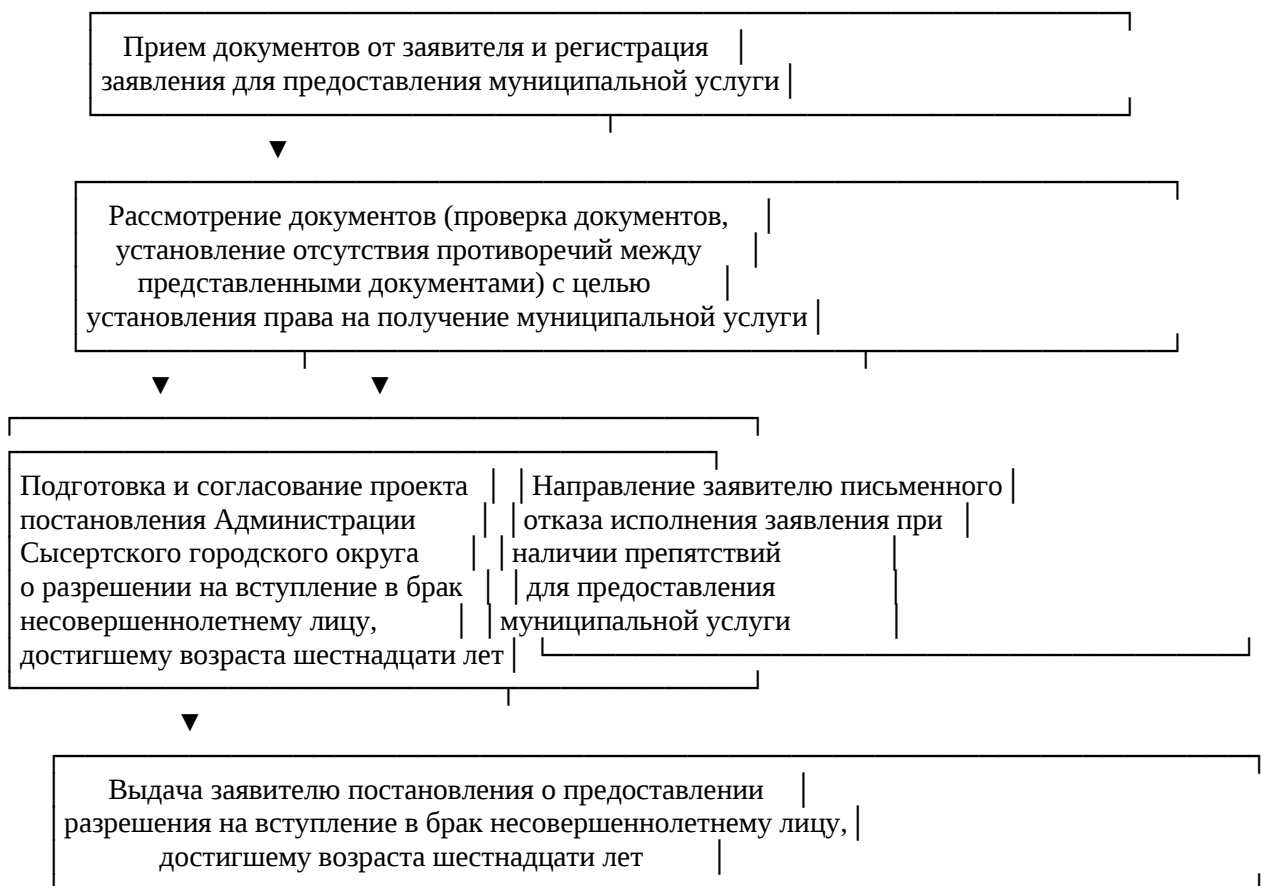 Прием документов от заявителя и регистрация
заявления для предоставления муниципальной услуги
▼
Рассмотрение документов (проверка документов,
установление отсутствия противоречий между
представленными документами) с целью
установления права на получение муниципальной услуги
▼ ▼
Подготовка и согласование проекта
постановления Администрации
Сысертского городского округа
о разрешении на вступление в брак
несовершеннолетнему лицу,
достигшему возраста шестнадцати лет
Направление заявителю письменного
отказа исполнения заявления при
наличии препятствий
для предоставления
муниципальной услуги
▼
Выдача заявителю постановления о предоставлении
разрешения на вступление в брак несовершеннолетнему лицу,
достигшему возраста шестнадцати лет